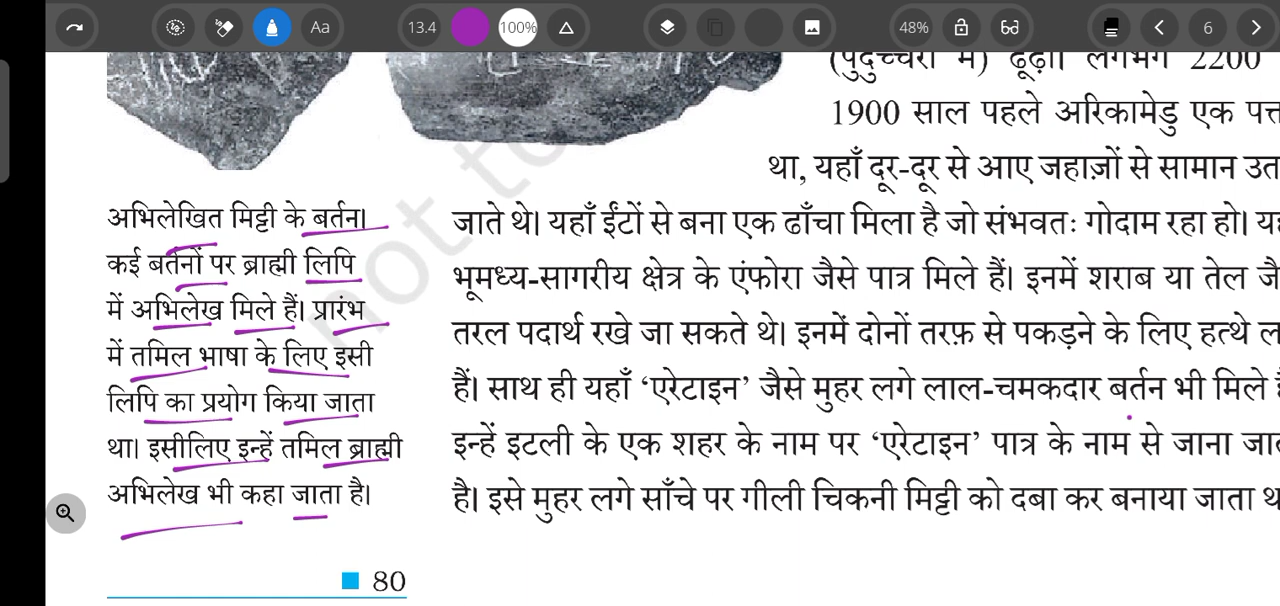 Aa
13.4
100%
48%
6
1900 साल पहले अरिकामेडु एक
था, यहाँ दूर-दूर से आए जहाज़ों से सामान
not to
अभिलेखित मिट्टी के बर्तन।
कई बर्तनों पर ब्राह्मी लिपि
में अभिलेख मिले हैं। प्रारंभ
में तमिल भाषा के लिए इसी
लिपि का प्रयोग किया जाता
था। इसीलिए इन्हें तमिल ब्राह्मी
अभिलेख भी कहा जाता है।
जाते थे। यहाँ ईंटों से बना एक ढाँचा मिला है जो संभवतः गोदाम रहा हो।
भूमध्य-सागरीय क्षेत्र के एंफोरा जैसे पात्र मिले हैं। इनमें शराब या तेल
तरल पदार्थ रखे जा सकते थे। इनमें दोनों तरफ़ से पकड़ने के लिए हत्थे
हैं। साथ ही यहाँ ‘एरेटाइन’ जैसे मुहर लगे लाल-चमकदार बर्तन भी मिले
इन्हें इटली के एक शहर के नाम पर ‘एरेटाइन’ पात्र के नाम से जाना
है। इसे मुहर लगे साँचे पर गीली चिकनी मिट्टी को दबा कर बनाया जाता
80